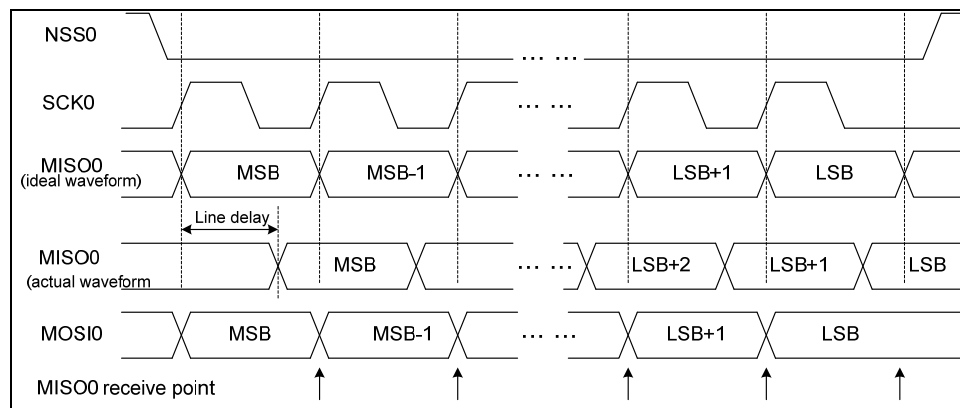 NSS0
... ...
SCK0
... ...
MISO0
(ideal waveform)
MSB
MSB-1
... ...
LSB+1
LSB
Line delay
MISO0
(actual waveform
MSB
... ...
LSB+2
LSB+1
LSB
MOSI0
MSB
MSB-1
... ...
LSB+1
LSB
MISO0 receive point